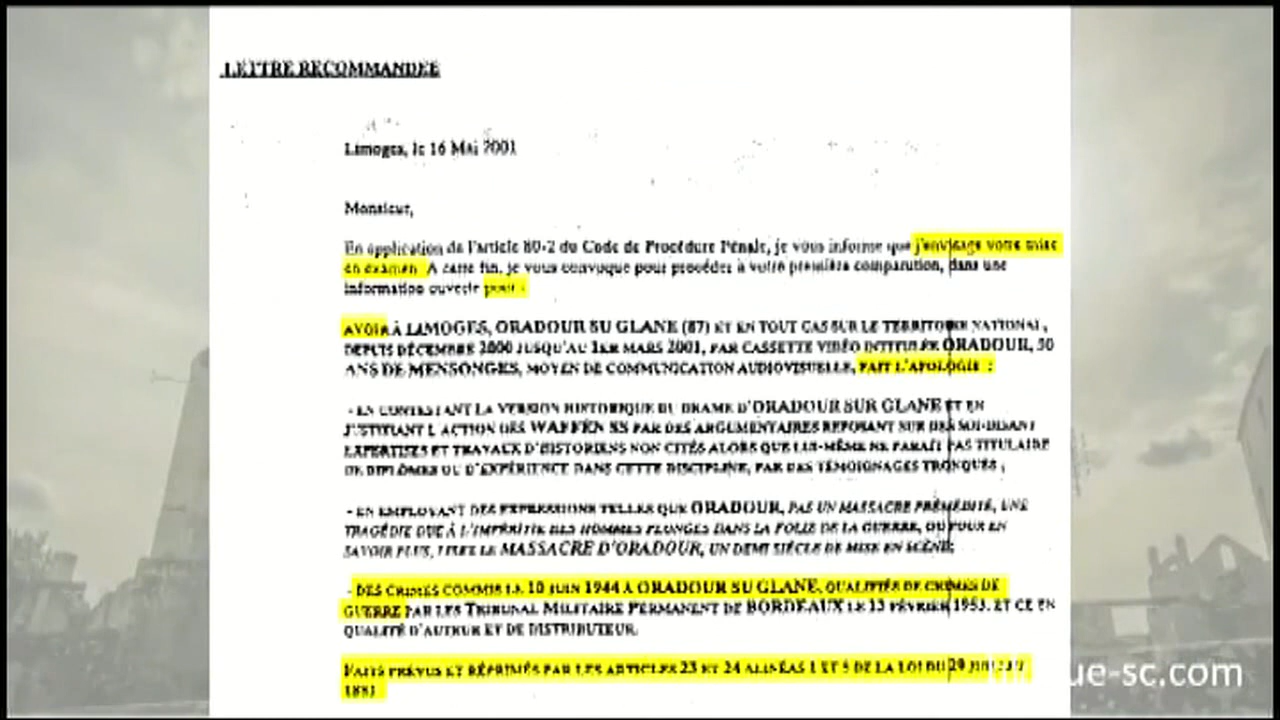 LETTRE RECOMMANDEE
Limoges, le 16 Mai 2001
Monsieur,
En application de l'article 80-2 du Code de Procédure Pénale, je vous informe que j'envisage votre mise
en examen. A cette fin, je vous convoque pour procéder à votre première comparution, dans une
information ouverte pour :
AVOIR À LIMOGES, ORADOUR SU GLANE (87) ET EN TOUT CAS SUR LE TERRITOIRE NATIONAL,
DEPUIS DÉCEMBRE 2000 JUSQU'AU 1ER MARS 2001, PAR CASSETTE VIDÉO INTITULÉE ORADOUR, 50
ANS DE MENSONGES, MOYEN DE COMMUNICATION AUDIOVISUELLE, FAIT L'APOLOGIE :
- EN CONTESTANT LA VERSION HISTORIQUE DU DRAME D'ORADOUR SUR GLANE ET EN
JUSTIFIANT L'ACTION DES WAFFEN SS PAR DES ARGUMENTAIRES REPOSANT SUR DES SOI-DISANT
EXPERTISES ET TRAVAUX D'HISTORIENS NON CITÉS ALORS QUE LUI-MÊME NE PARAÎT PAS TITULAIRE
DE DIPLÔMES OU D'EXPÉRIENCE DANS CETTE DISCIPLINE, PAR DES TÉMOIGNAGES TRONQUÉS ;
- EN EMPLOYANT DES EXPRESSIONS TELLES QUE ORADOUR, PAS UN MASSACRE PRÉMÉDITÉ, UNE
TRAGÉDIE DUE À L'IMPÉRITIE DES HOMMES PLONGÉS DANS LA FOLIE DE LA GUERRE, OU POUR EN
SAVOIR PLUS, LISEZ LE MASSACRE D'ORADOUR, UN DEMI SIÈCLE DE MISE EN SCÈNE;
- DES CRIMES COMMIS LE 10 JUIN 1944 À ORADOUR SU GLANE, QUALIFIÉS DE CRIMES DE
GUERRE PAR LES TRIBUNAL MILITAIRE PERMANENT DE BORDEAUX LE 13 FÉVRIER 1953. ET CE EN
QUALITÉ D'AUTEUR ET DE DISTRIBUTEUR.
FAITS PRÉVUS ET RÉPRIMÉS PAR LES ARTICLES 23 ET 24 ALINÉAS 1 ET 5 DE LA LOI DU 29 JUILLET
1881
ue-sc.com